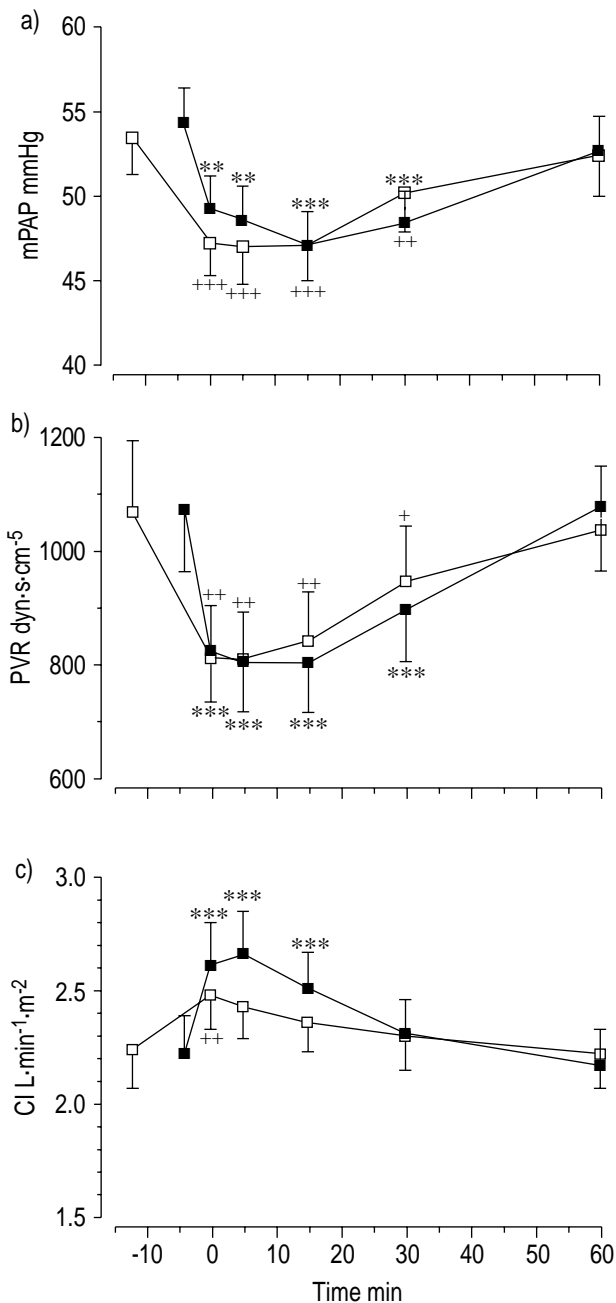 a)
60
55
50
45
40
mPAP mmHg
** ** *** ***
+++ +++ +++ ++
b)
1200
1000
800
600
PVR dyn·s·cm-5
++ ++ ++ +
*** *** *** ***
c)
3.0
2.5
2.0
1.5
CI L·min-1·m-2
*** *** ***
++
-10 0 10 20 30 40 50 60
Time min